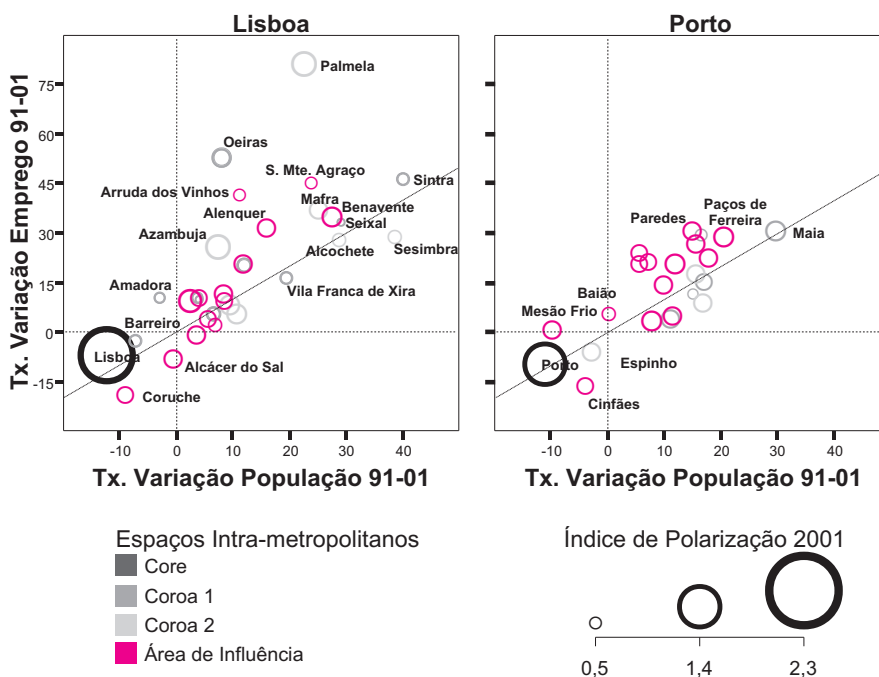 Lisboa
Porto
Tx. Variação Emprego 91-01
75
60
45
30
15
0
-15
Palmela
Oeiras
S. Mte. Agraço
Sintra
Arruda dos Vinhos
Mafra
Benavente
Alenquer
Seixal
Azambuja
Alcochete
Sesimbra
Amadora
Vila Franca de Xira
Barreiro
Lisboa
Alcácer do Sal
Coruche
-10
0
10
20
30
40
Tx. Variação População 91-01
Paços de
Ferreira
Paredes
Maia
Baião
Mesão Frio
Porto
Espinho
Cinfães
-10
0
10
20
30
40
Tx. Variação População 91-01
Espaços Intra-metropolitanos
Core
Coroa 1
Coroa 2
Área de Influência
Índice de Polarização 2001
0,5
1,4
2,3